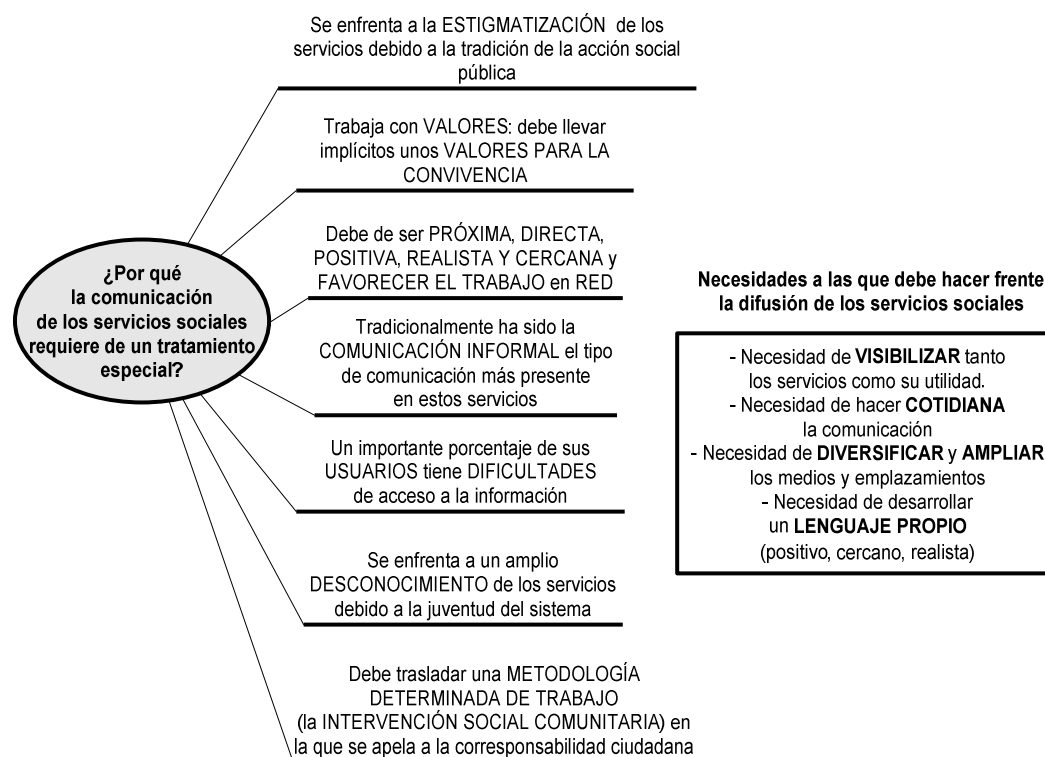 Se enfrenta a la ESTIGMATIZACIÓN de los
servicios debido a la tradición de la acción social
pública
Trabaja con VALORES: debe llevar
implícitos unos VALORES PARA LA
CONVIVENCIA
Debe de ser PRÓXIMA, DIRECTA,
POSITIVA, REALISTA Y CERCANA y
FAVORECER EL TRABAJO en RED
¿Por qué
la comunicación
de los servicios sociales
requiere de un tratamiento
especial?
Tradicionalmente ha sido la
COMUNICACIÓN INFORMAL el tipo
de comunicación más presente
en estos servicios
Un importante porcentaje de sus
USUARIOS tiene DIFICULTADES
de acceso a la información
Se enfrenta a un amplio
DESCONOCIMIENTO de los servicios
debido a la juventud del sistema
Debe trasladar una METODOLOGÍA
DETERMINADA DE TRABAJO
(la INTERVENCIÓN SOCIAL COMUNITARIA) en
la que se apela a la corresponsabilidad ciudadana
Necesidades a las que debe hacer frente
la difusión de los servicios sociales
- Necesidad de VISIBILIZAR tanto
los servicios como su utilidad.
- Necesidad de hacer COTIDIANA
la comunicación
- Necesidad de DIVERSIFICAR y AMPLIAR
los medios y emplazamientos
- Necesidad de desarrollar
un LENGUAJE PROPIO
(positivo, cercano, realista)